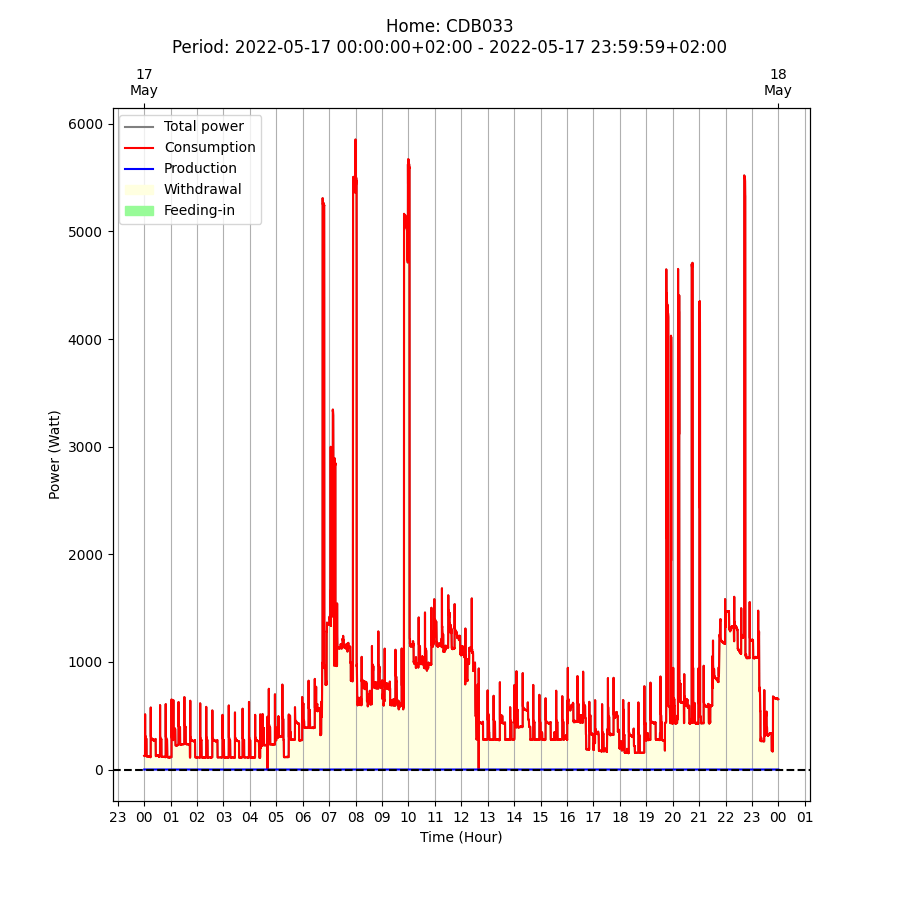 Home: CDB033
Period: 2022-05-17 00:00:00+02:00 - 2022-05-17 23:59:59+02:00
17 18
May May
Total power
Consumption
Production
Withdrawal
Feeding-in
6000
5000
4000
3000
2000
1000
0
Power (Watt)
23 00 01 02 03 04 05 06 07 08 09 10 11 12 13 14 15 16 17 18 19 20 21 22 23 00 01
Time (Hour)